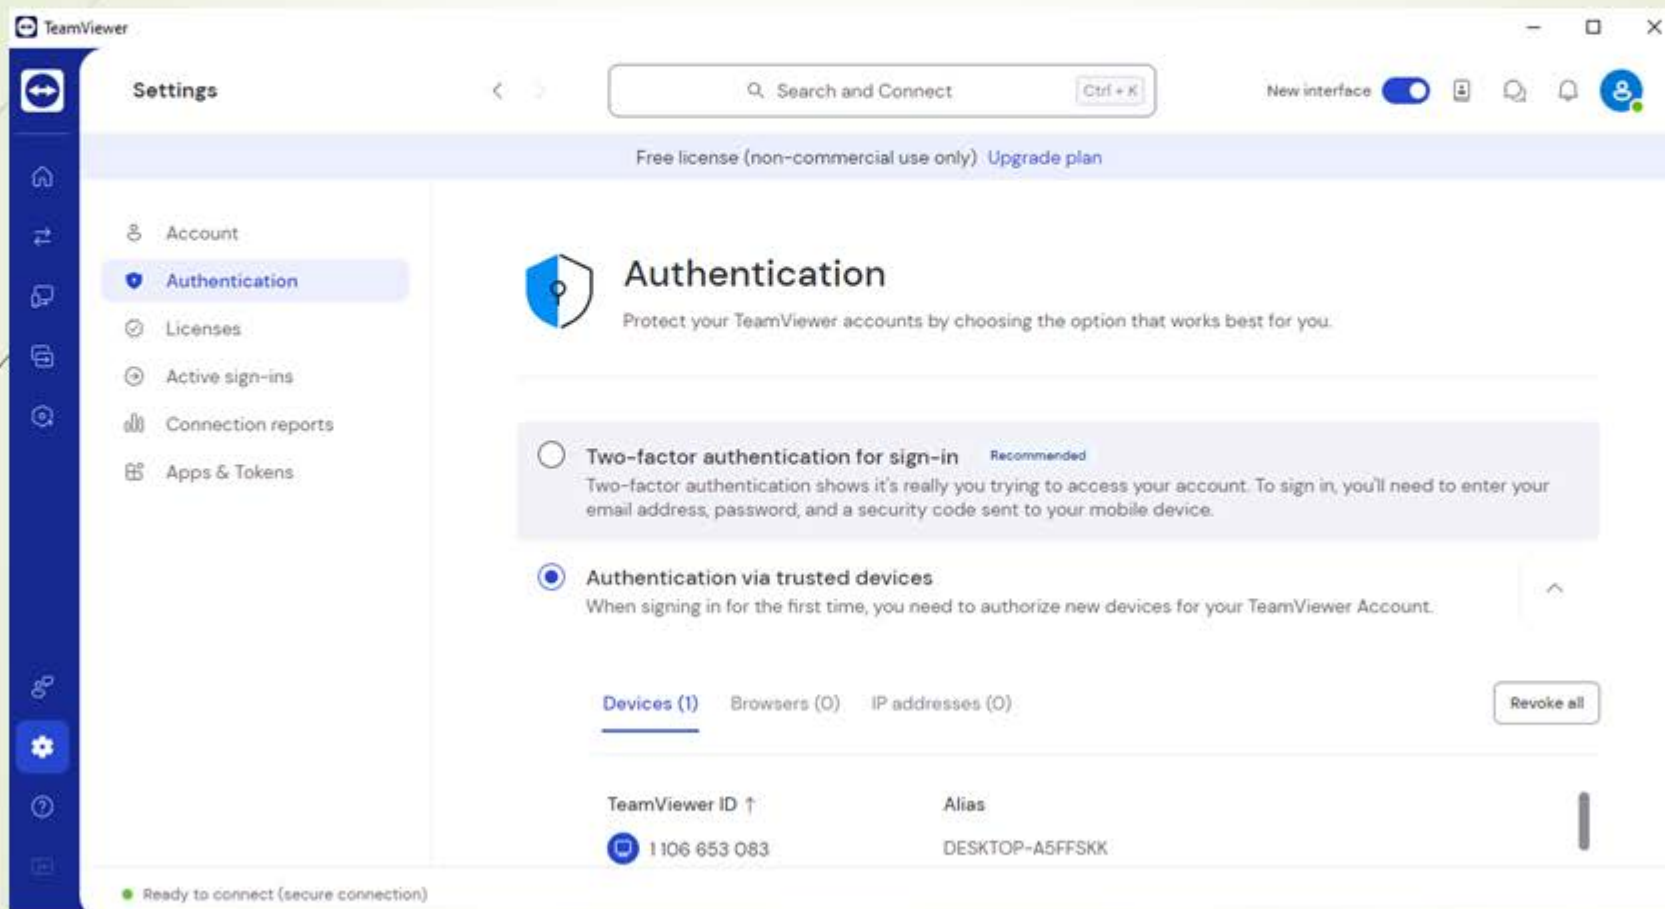 TeamViewer
Settings
Search and Connect
Ctrl + K
New interface
Free license (non-commercial use only) Upgrade plan
Account
Authentication
Licenses
Active sign-ins
Connection reports
Apps & Tokens
Authentication
Protect your TeamViewer accounts by choosing the option that works best for you.
Two-factor authentication for sign-in Recommended
Two-factor authentication shows it's really you trying to access your account. To sign in, you'll need to enter your
email address, password, and a security code sent to your mobile device.
Authentication via trusted devices
When signing in for the first time, you need to authorize new devices for your TeamViewer Account.
Devices (1) Browsers (0) IP addresses (0)
Revoke all
TeamViewer ID ↑ Alias
1 106 653 083 DESKTOP-A5FFSKK
Ready to connect (secure connection)